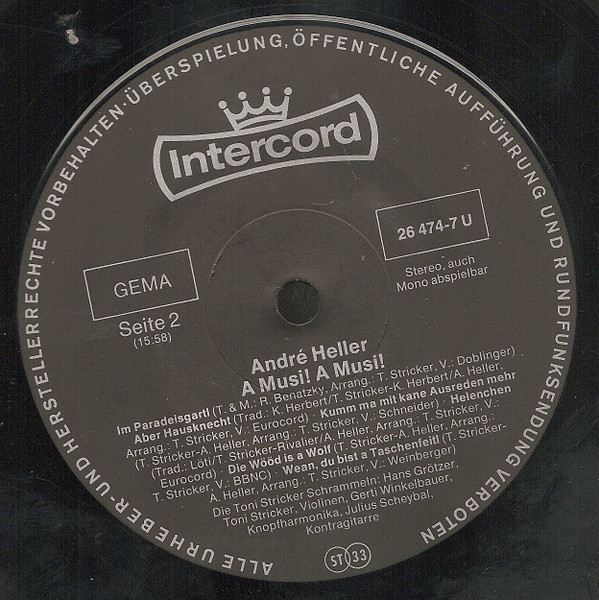 ALLE URHEBER- UND HERSTELLERRECHTE VORBEHALTEN · ÜBERSPIELUNG, ÖFFENTLICHE AUFFÜHRUNG UND RUNDFUNKSENDUNG VERBOTEN
Intercord
GEMA
26 474-7 U
Seite 2
(15:58)
Stereo, auch
Mono abspielbar
André Heller
A Musi! A Musi!
Im Paradeisgartl (T. & M.: R. Benatzky, Arrang.: T. Stricker, V.: Doblinger)
Aber Hausknecht (Trad.: K. Herbert/T. Stricker-K. Herbert/A. Heller,
Arrang.: T. Stricker, V.: Eurocord) · Kumm ma mit kane Ausreden mehr
(T. Stricker-A. Heller, Arrang.: T. Stricker, V.: Schneider) · Helenchen
(Trad.: Löti/T. Stricker-Rivalier/A. Heller, Arrang.: T. Stricker, V.:
Eurocord) · Die Wööd is a Wolf (T. Stricker-A. Heller, Arrang.:
T. Stricker, V.: BBNC) · Wean, du bist a Taschenfeitl (T. Stricker-
A. Heller, Arrang.: T. Stricker, V.: Weinberger)
Die Toni Stricker Schrammeln: Hans Grötzer,
Toni Stricker, Violinen, Gerti Winkelbauer,
Knopfharmonika, Julius Scheybal,
Kontragitarre
ST 33